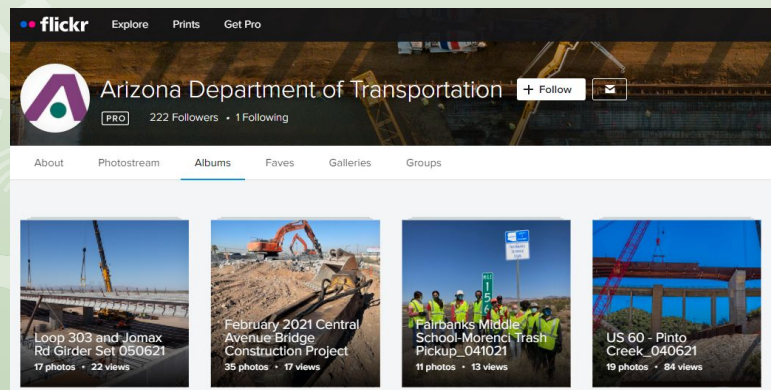 flickr Explore Prints Get Pro
Arizona Department of Transportation + Follow
PRO 222 Followers • 1 Following
About Photostream Albums Faves Galleries Groups
Loop 303 and Jomax
Rd Girder Set 050621
17 photos • 22 views
February 2021 Central
Avenue Bridge
Construction Project
35 photos • 17 views
Fairbanks Middle
School-Morenci Trash
Pickup_041021
11 photos • 13 views
US 60 - Pinto
Creek_040621
19 photos • 84 views